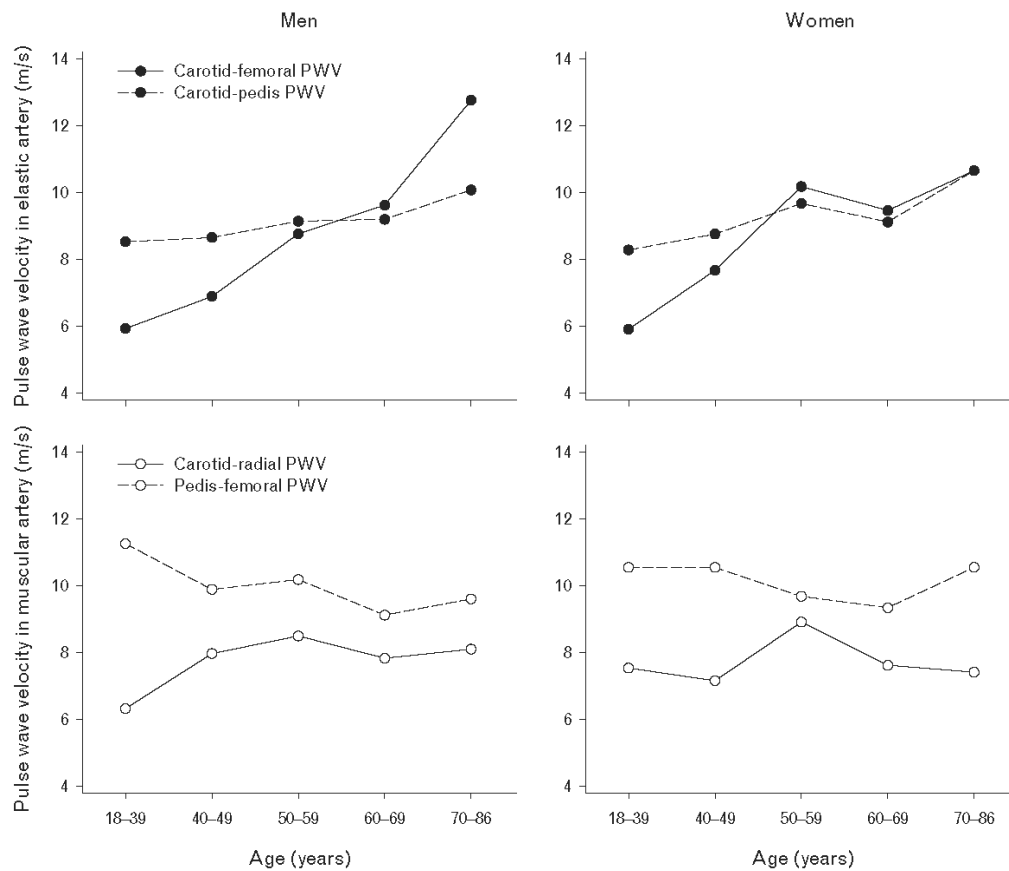 Men
Women
Pulse wave velocity in elastic artery (m/s)
14
12
10
8
6
4
Carotid-femoral PWV
Carotid-pedis PWV
14
12
10
8
6
4
Pulse wave velocity in muscular artery (m/s)
14
12
10
8
6
4
Carotid-radial PWV
Pedis-femoral PWV
18–39 40–49 50–59 60–69 70–86
Age (years)
14
12
10
8
6
4
18–39 40–49 50–59 60–69 70–86
Age (years)